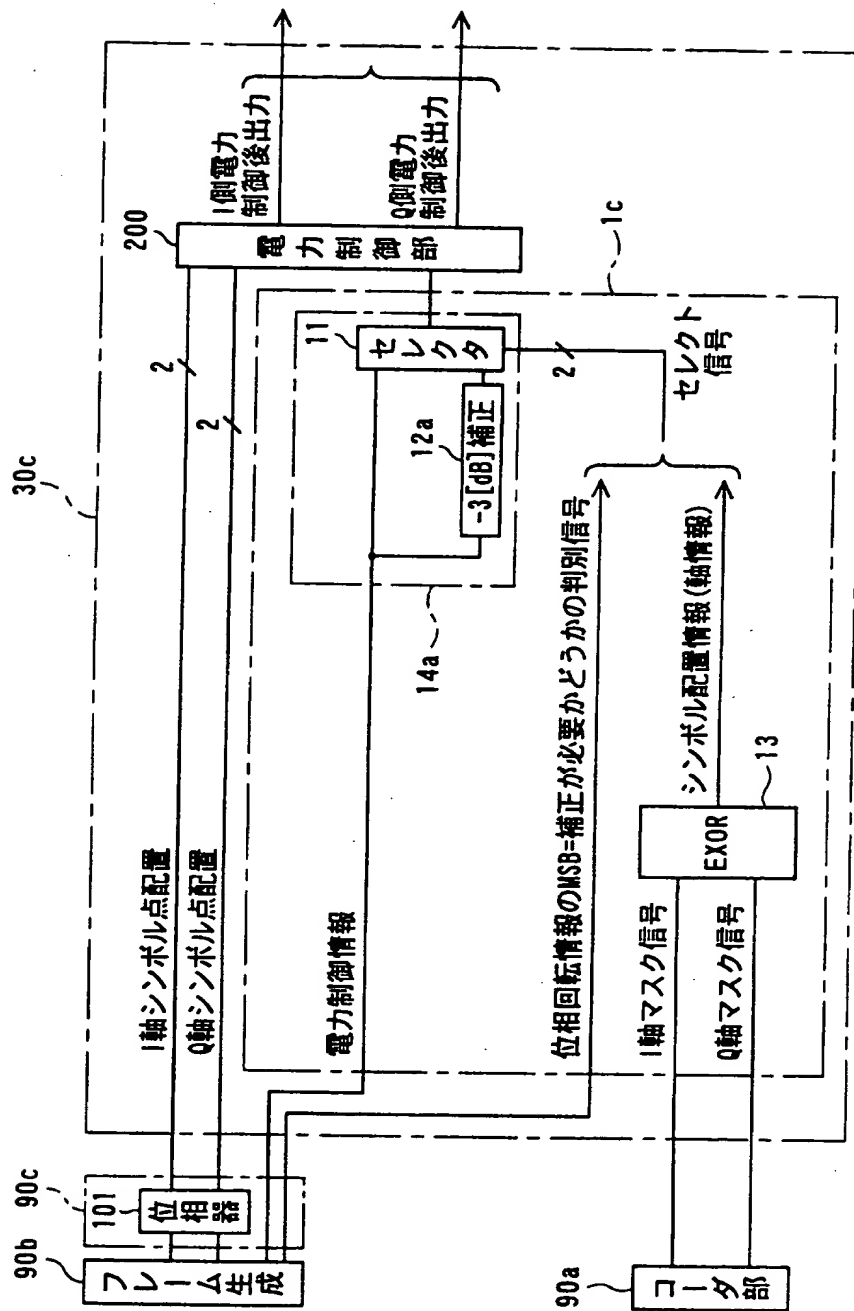 30c
90b
フレーム生成
90c
101
位相器
I軸シンボル点配置
Q軸シンボル点配置
2
2
200
電力制御部
I側電力
制御後出力
Q側電力
制御後出力
1c
電力制御情報
14a
12a
-3[dB]補正
11
セレクタ
2
セレクト
信号
位相回転情報のMSB=補正が必要かどうかの判別信号
シンボル配置情報(軸情報)
13
EXOR
I軸マスク信号
Q軸マスク信号
90a
コーダ部